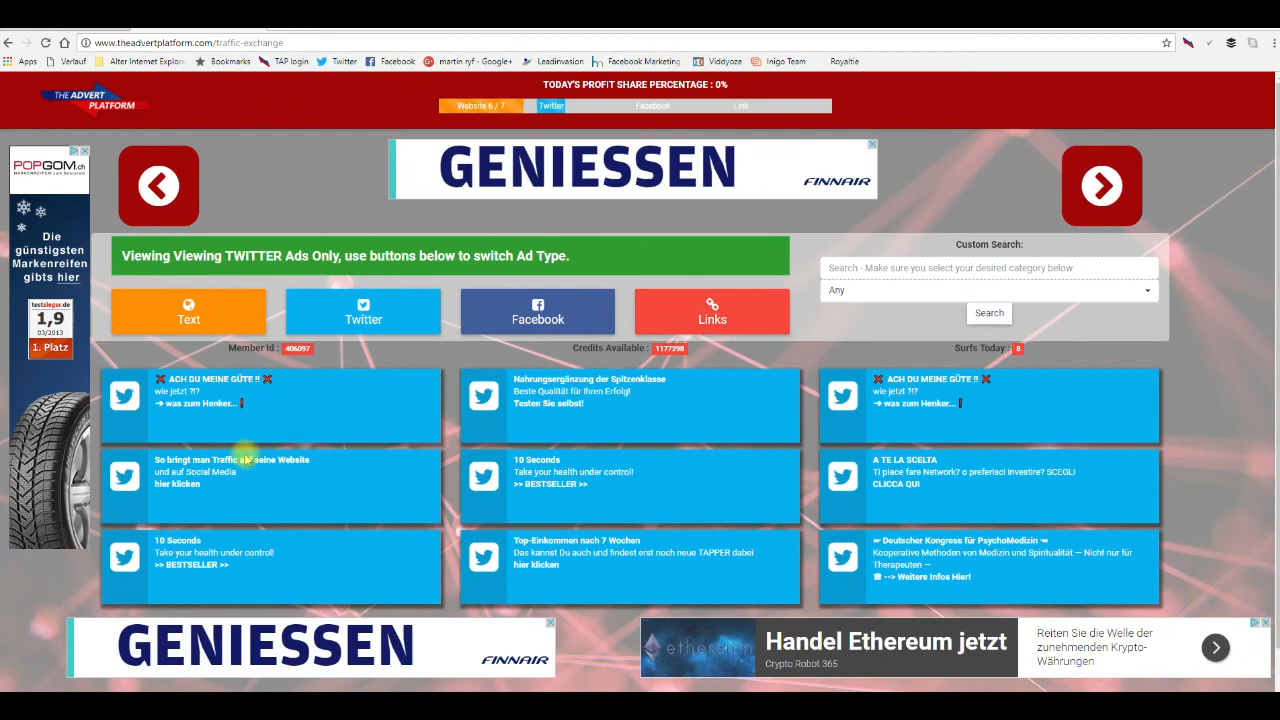 www.theadvertplatform.com/traffic-exchange
Apps Verlauf Alter Internet Explore Bookmarks TAP login Twitter Facebook martin ryf - Google+ Leadinvasion Facebook Marketing Viddyoze Inigo Team Royaltie
THE ADVERT
PLATFORM
TODAY'S PROFIT SHARE PERCENTAGE : 0%
Website 6 / 7 Twitter Facebook Link
POPGOM.ch
MARKENREIFEN zum Bestpreis
Die
günstigsten
Markenreifen
gibts hier
testsieger.de
1,9
03/2013
1. Platz
GENIESSEN
FINNAIR
Viewing Viewing TWITTER Ads Only, use buttons below to switch Ad Type.
Text
Twitter
Facebook
Links
Custom Search:
Search - Make sure you select your desired category below
Any
Search
Member Id : 406097
Credits Available : 1177298
Surfs Today : 8
❌ ACH DU MEINE GÜTE !! ❌
wie jetzt ?!?
➔ was zum Henker...❗
Nahrungsergänzung der Spitzenklasse
Beste Qualität für Ihren Erfolg!
Testen Sie selbst!
❌ ACH DU MEINE GÜTE !! ❌
wie jetzt ?!?
➔ was zum Henker...❗
So bringt man Traffic auf seine Website
und auf Social Media
hier klicken
10 Seconds
Take your health under control!
>> BESTSELLER >>
A TE LA SCELTA
Ti piace fare Network? o preferisci investire? SCEGLI
CLICCA QUI
10 Seconds
Take your health under control!
>> BESTSELLER >>
Top-Einkommen nach 7 Wochen
Das kannst Du auch und findest erst noch neue TAPPER dabei
hier klicken
☛ Deutscher Kongress für PsychoMedizin ☚
Kooperative Methoden von Medizin und Spiritualität — Nicht nur für
Therapeuten —
☎ --> Weitere Infos Hier!
GENIESSEN
FINNAIR
ethereum
Handel Ethereum jetzt
Crypto Robot 365
Reiten Sie die Welle der
zunehmenden Krypto-
Währungen